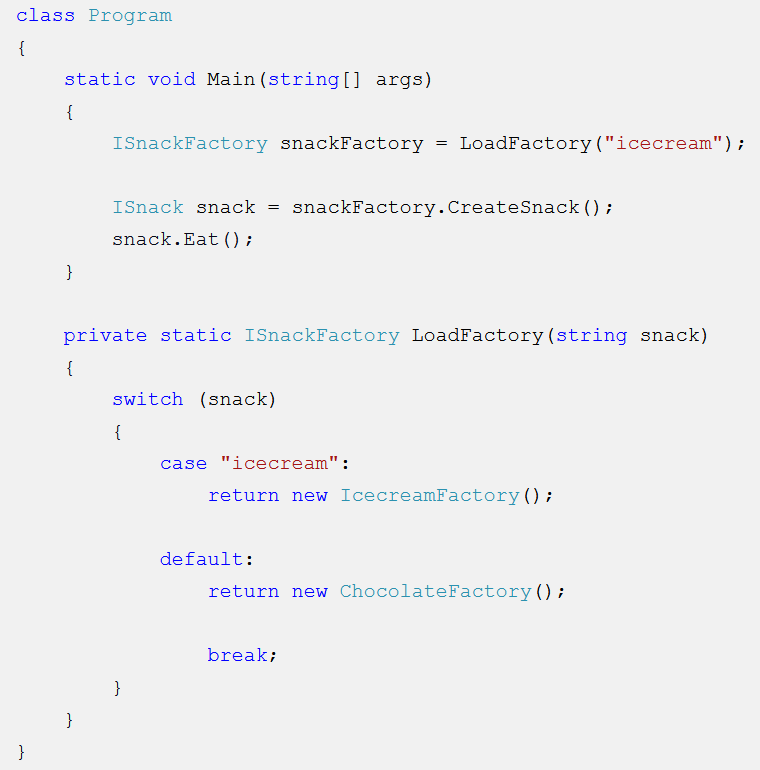 class Program
{
    static void Main(string[] args)
    {
        ISnackFactory snackFactory = LoadFactory("icecream");

        ISnack snack = snackFactory.CreateSnack();
        snack.Eat();
    }

    private static ISnackFactory LoadFactory(string snack)
    {
        switch (snack)
        {
            case "icecream":
                return new IcecreamFactory();

            default:
                return new ChocolateFactory();

                break;
        }
    }
}